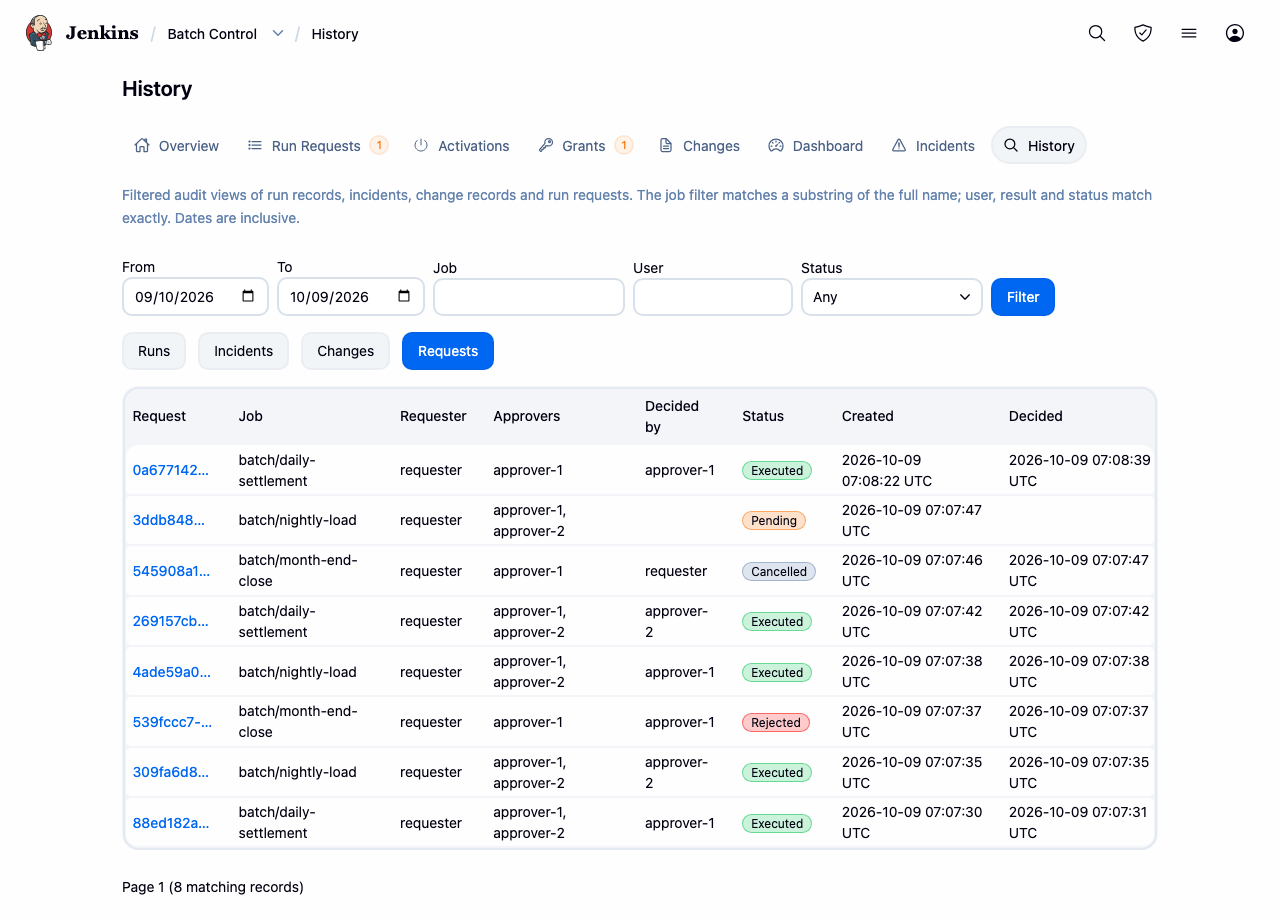 Jenkins / Batch Control / History
History
Overview Run Requests 1 Activations Grants 1 Changes Dashboard Incidents History
Filtered audit views of run records, incidents, change records and run requests. The job filter matches a substring of the full name; user, result and status match
exactly. Dates are inclusive.
From To Job User Status
09/10/2026 10/09/2026 Any Filter
Runs Incidents Changes Requests
Request Job Requester Approvers Decided by Status Created Decided
0a677142... batch/daily-settlement requester approver-1 approver-1 Executed 2026-10-09 07:08:22 UTC 2026-10-09 07:08:39 UTC
3ddb848... batch/nightly-load requester approver-1, approver-2 Pending 2026-10-09 07:07:47 UTC
545908a1... batch/month-end-close requester approver-1 requester Cancelled 2026-10-09 07:07:46 UTC 2026-10-09 07:07:47 UTC
269157cb... batch/daily-settlement requester approver-1, approver-2 approver-2 Executed 2026-10-09 07:07:42 UTC 2026-10-09 07:07:42 UTC
4ade59a0... batch/nightly-load requester approver-1, approver-2 approver-1 Executed 2026-10-09 07:07:38 UTC 2026-10-09 07:07:38 UTC
539fccc7-... batch/month-end-close requester approver-1 approver-1 Rejected 2026-10-09 07:07:37 UTC 2026-10-09 07:07:37 UTC
309fa6d8... batch/nightly-load requester approver-1, approver-2 approver-2 Executed 2026-10-09 07:07:35 UTC 2026-10-09 07:07:35 UTC
88ed182a... batch/daily-settlement requester approver-1, approver-2 approver-1 Executed 2026-10-09 07:07:30 UTC 2026-10-09 07:07:31 UTC
Page 1 (8 matching records)